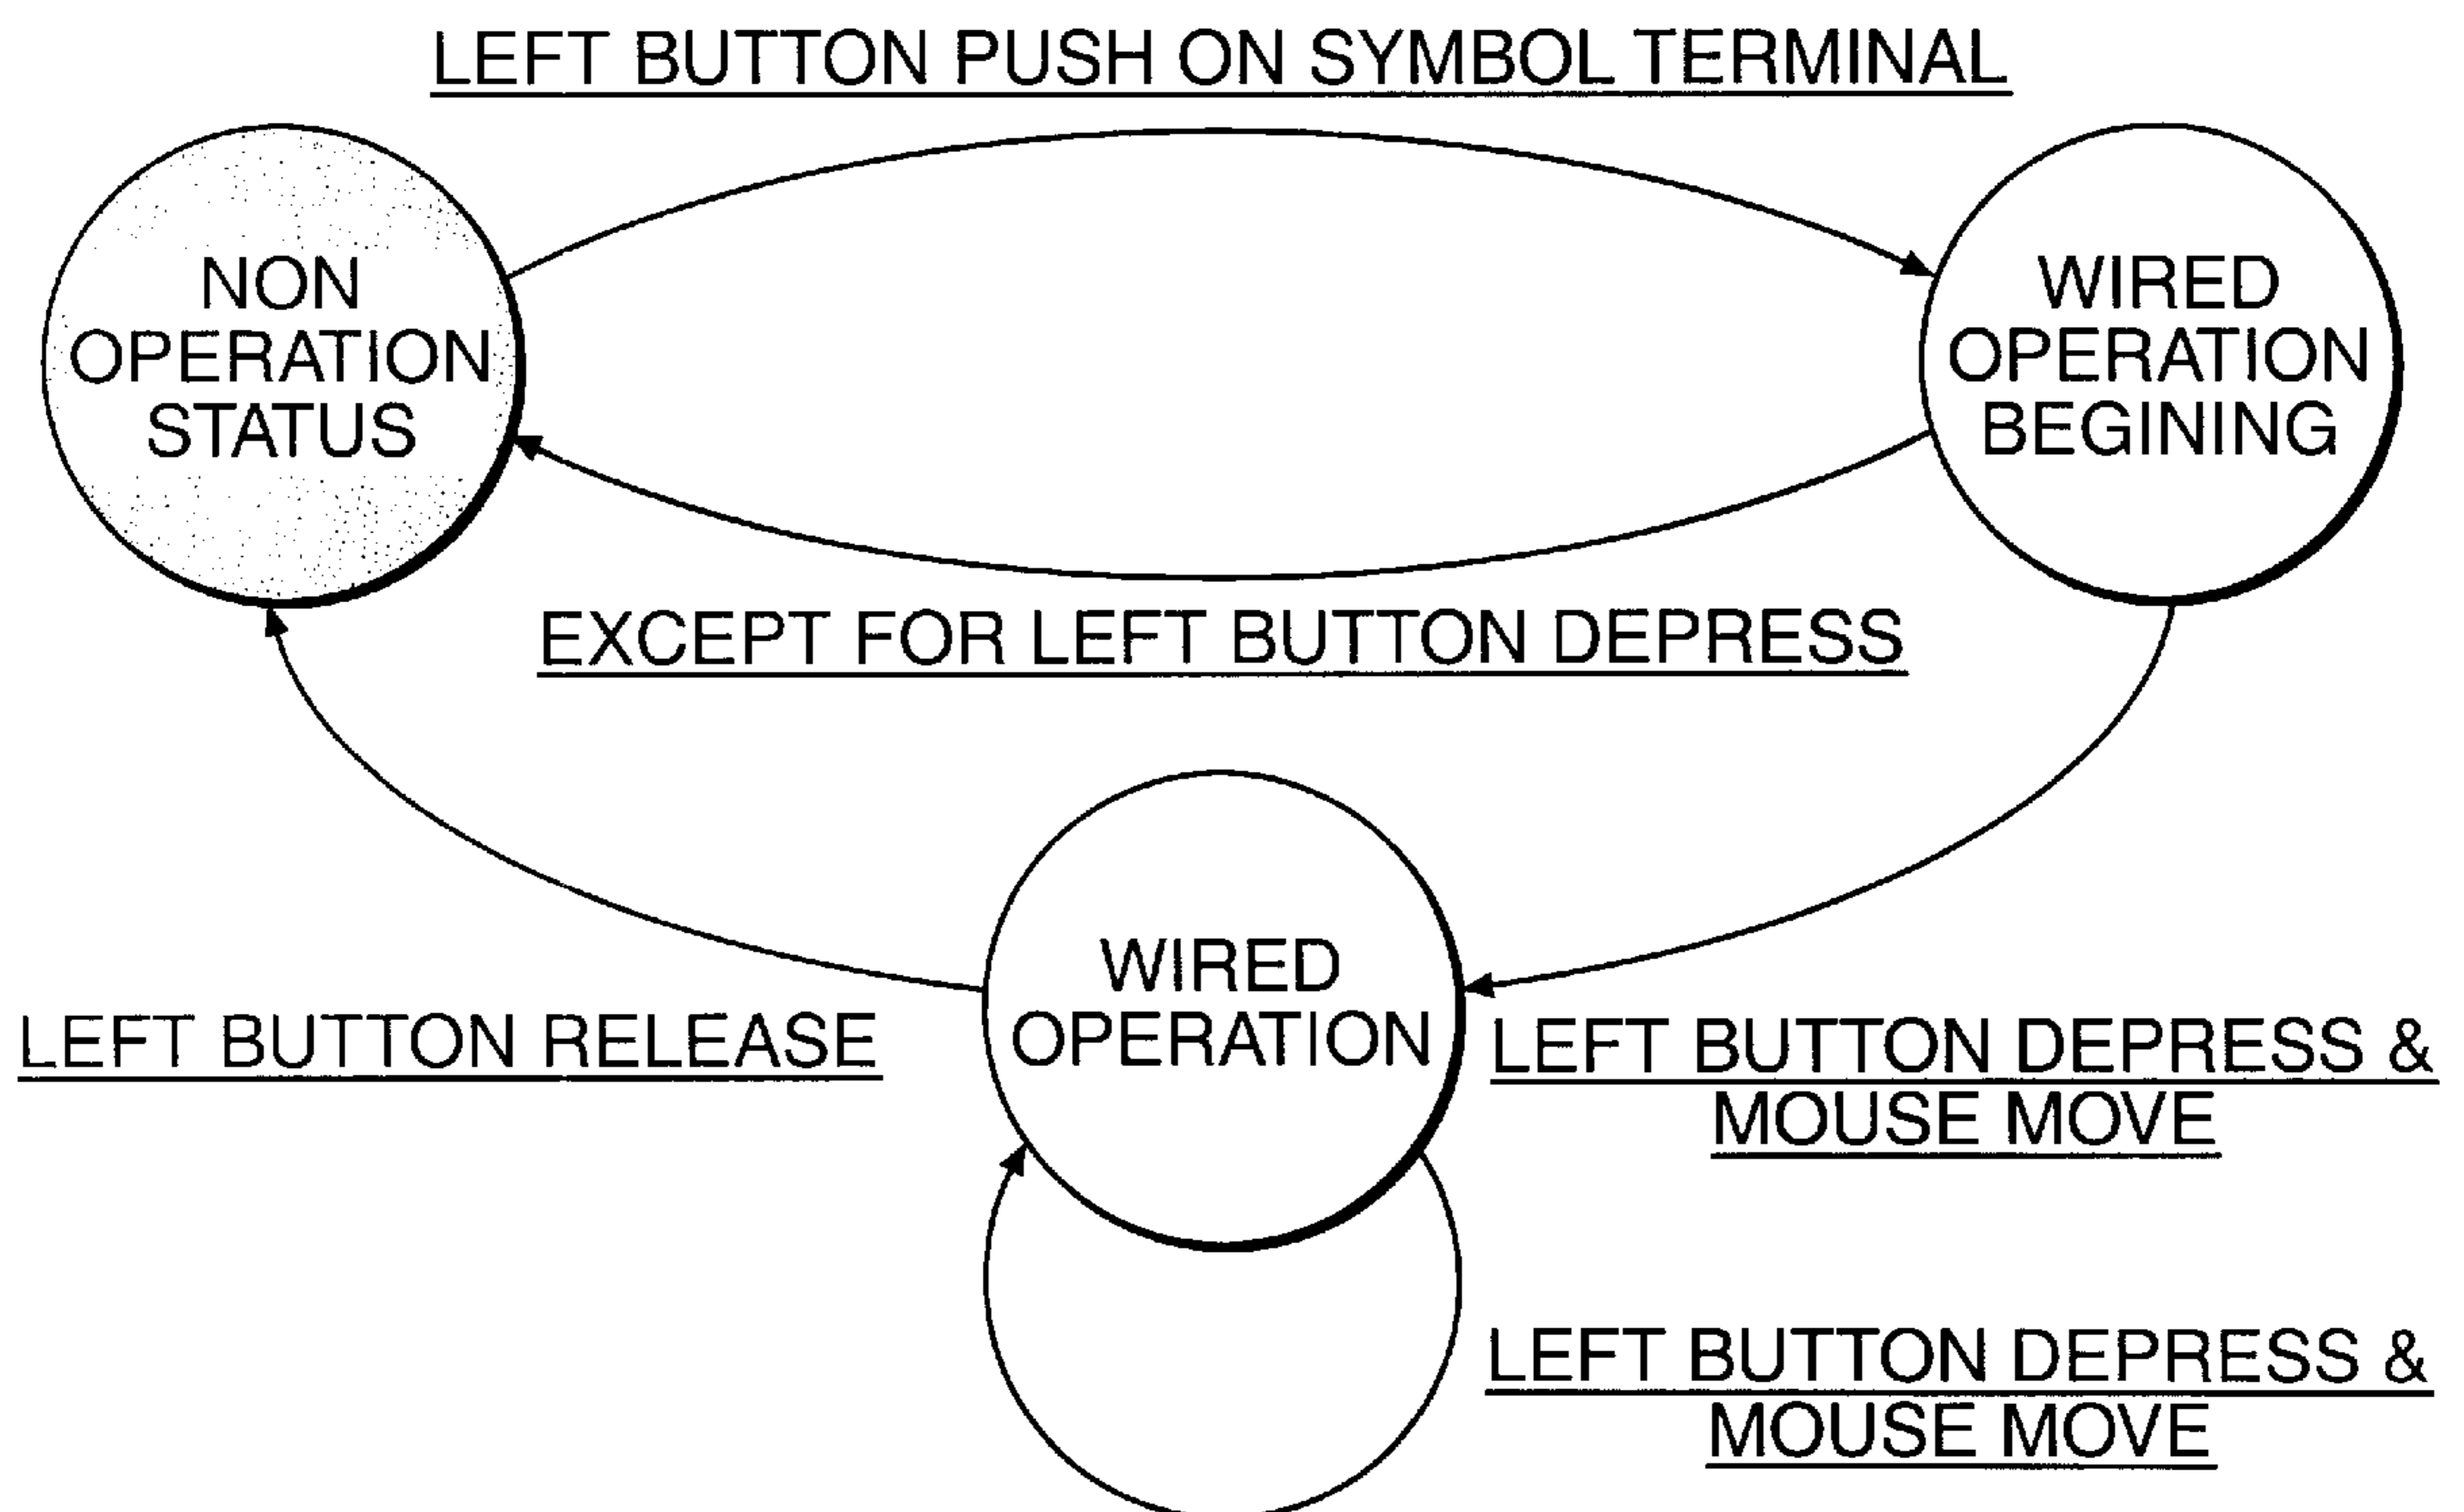 LEFT BUTTON PUSH ON SYMBOL TERMINAL
NON
OPERATION
STATUS
WIRED
OPERATION
BEGINING
EXCEPT FOR LEFT BUTTON DEPRESS
WIRED
OPERATION
LEFT BUTTON RELEASE
LEFT BUTTON DEPRESS &
MOUSE MOVE
LEFT BUTTON DEPRESS &
MOUSE MOVE